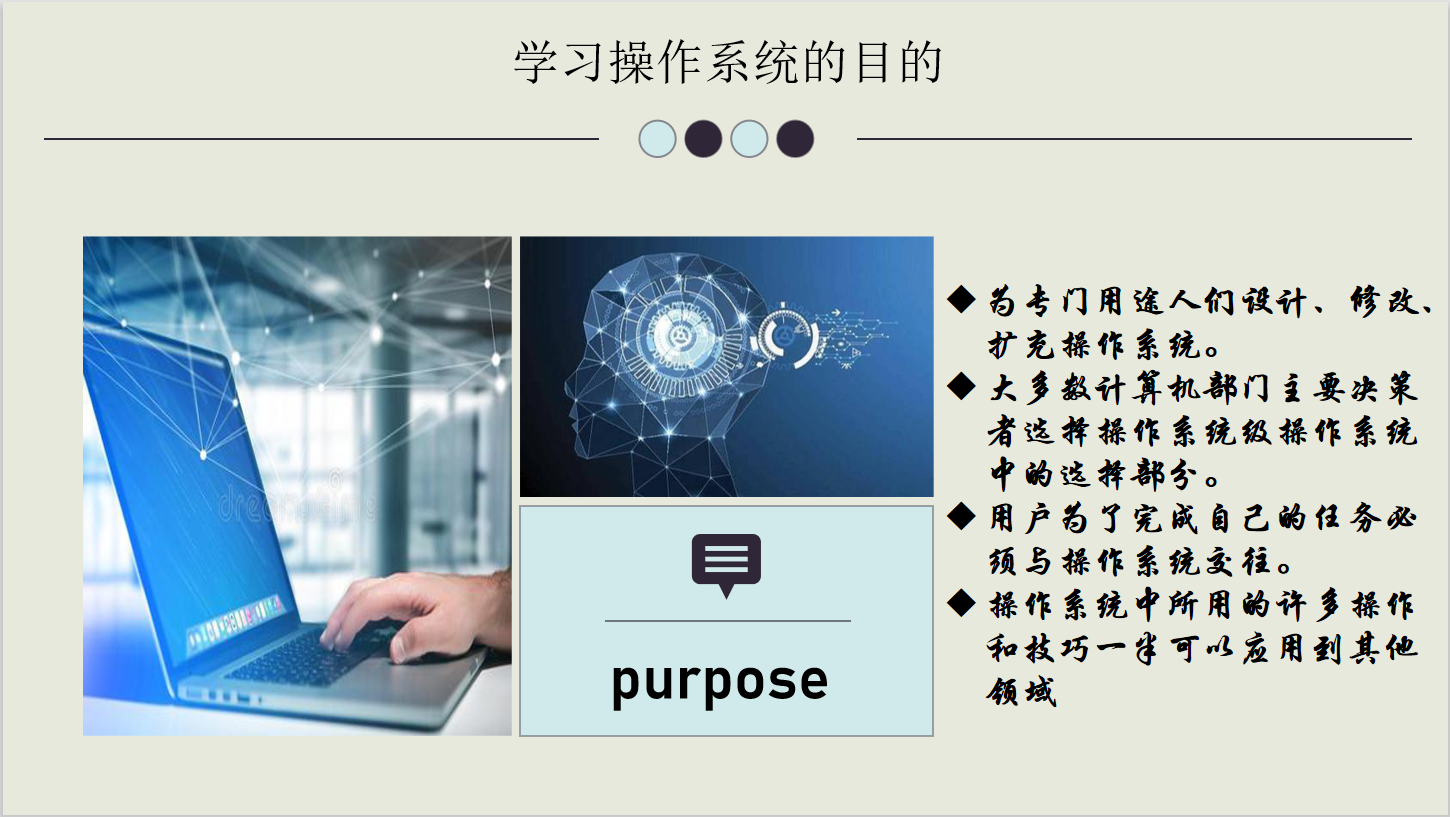 学习操作系统的目的
dreamstime
purpose
◆为专门用途人们设计、修改、
扩充操作系统。
◆大多数计算机部门主要决策
者选择操作系统级操作系统
中的选择部分。
◆用户为了完成自己的任务必
须与操作系统交往。
◆操作系统中所用的许多操作
和技巧一半可以应用到其他
领域